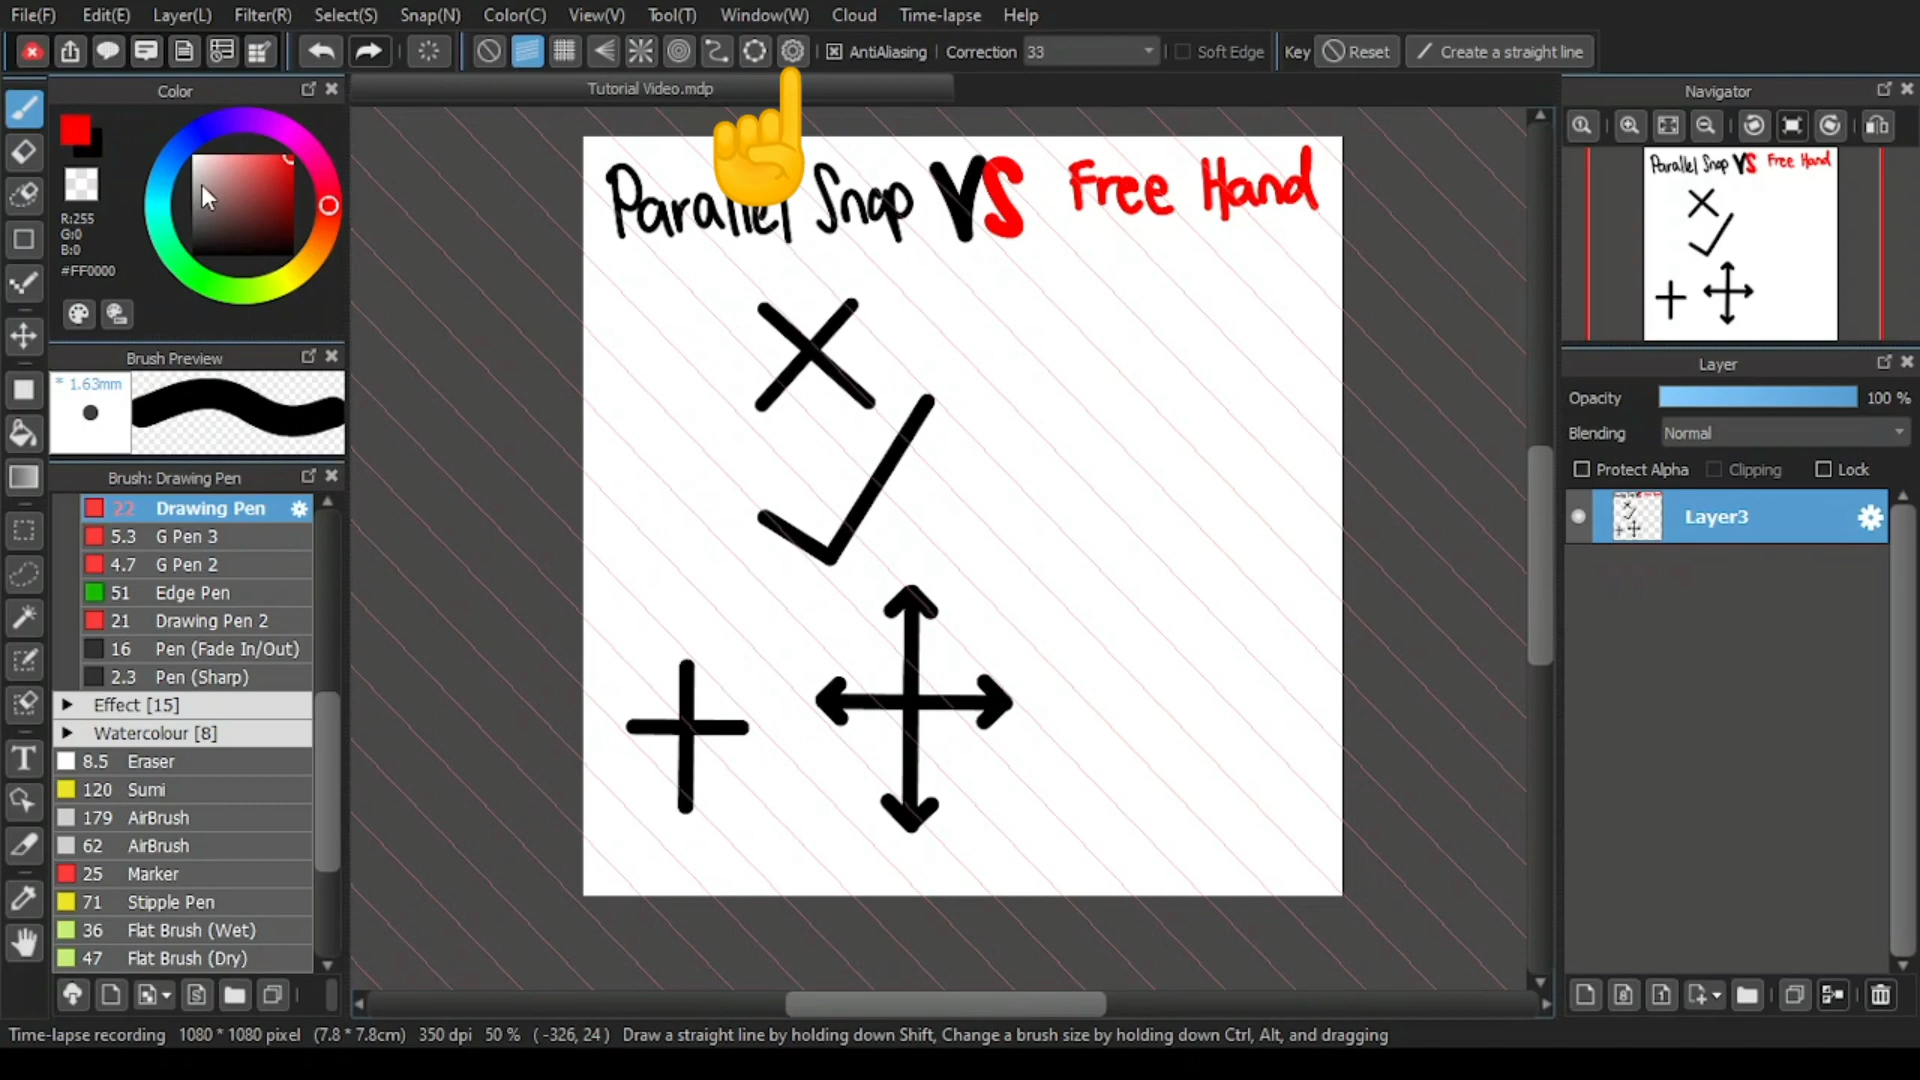 File(F) Edit(E) Layer(L) Filter(R) Select(S) Snap(N) Color(C) View(V) Tool(T) Window(W) Cloud Time-lapse Help
AntiAliasing Correction 33 Soft Edge Key Reset Create a straight line
Tutorial Video.mdp
Color
R:255
G:0
B:0
#FF0000
Brush Preview
* 1.63mm
Brush: Drawing Pen
22 Drawing Pen
5.3 G Pen 3
4.7 G Pen 2
51 Edge Pen
21 Drawing Pen 2
16 Pen (Fade In/Out)
2.3 Pen (Sharp)
Effect [15]
Watercolour [8]
8.5 Eraser
120 Sumi
179 AirBrush
62 AirBrush
25 Marker
71 Stipple Pen
36 Flat Brush (Wet)
47 Flat Brush (Dry)
Parallel Snap VS Free Hand
Navigator
Parallel Snap VS Free Hand
Layer
Opacity 100 %
Blending Normal
Protect Alpha Clipping Lock
Layer3
Time-lapse recording 1080 * 1080 pixel (7.8 * 7.8cm) 350 dpi 50 % ( -326, 24 ) Draw a straight line by holding down Shift, Change a brush size by holding down Ctrl, Alt, and dragging